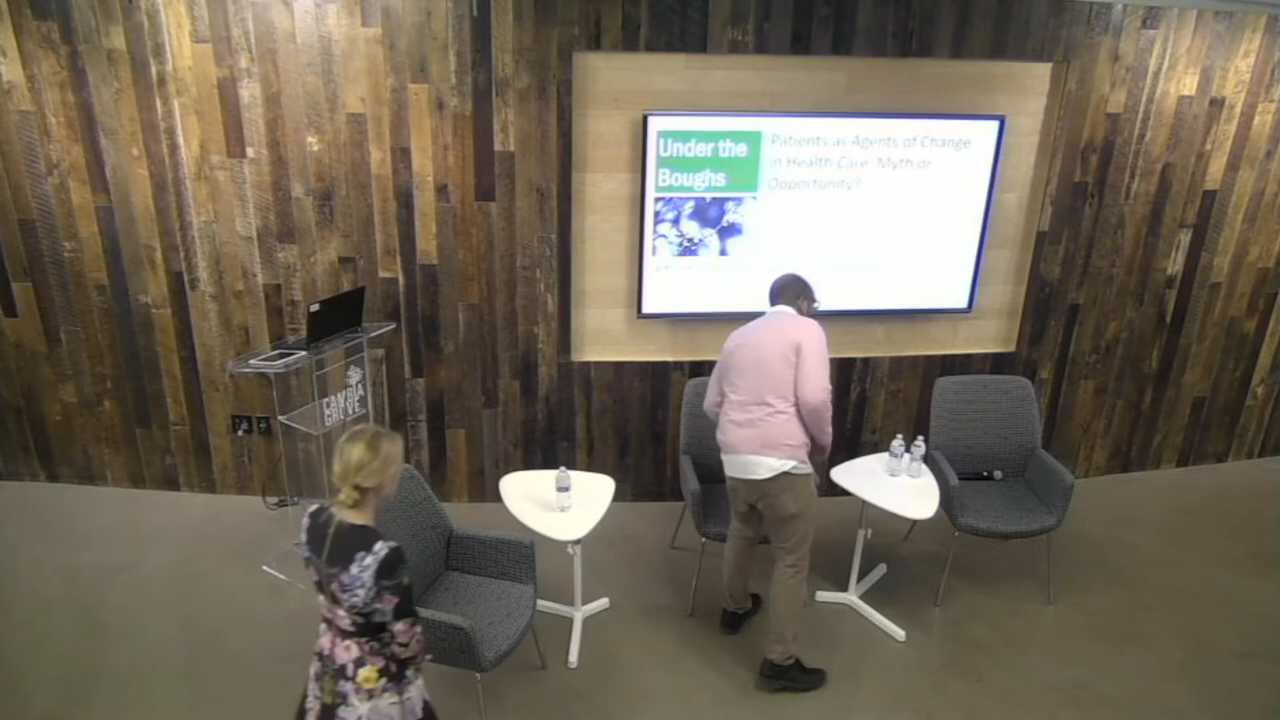 Under the
Boughs
Patients as Agents of Change
in Health Care: Myth or
Opportunity?
CAMBIA
GROVE